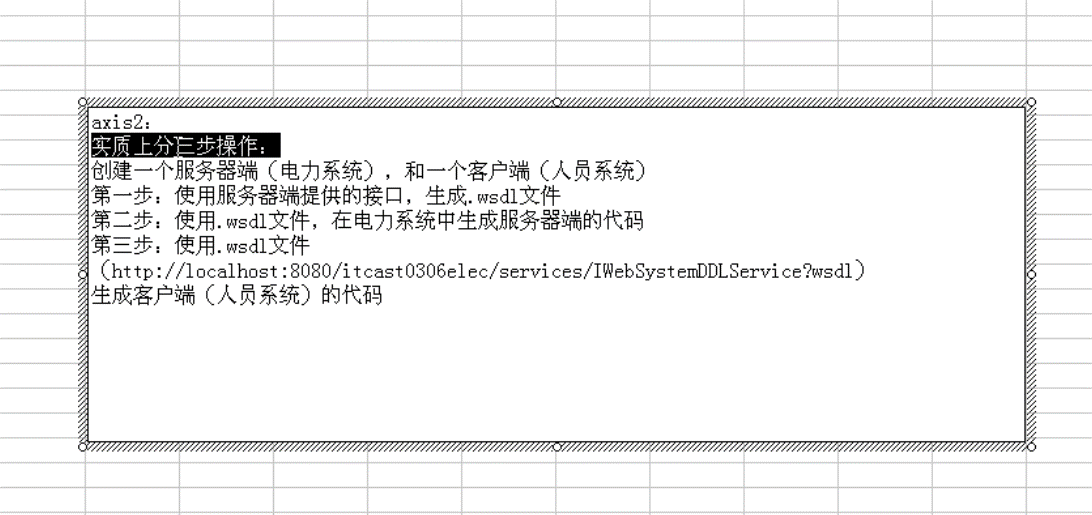 axis2：
实质上分三步操作：
创建一个服务器端（电力系统），和一个客户端（人员系统）
第一步：使用服务器端提供的接口，生成.wsdl文件
第二步：使用.wsdl文件，在电力系统中生成服务器端的代码
第三步：使用.wsdl文件
（http://localhost:8080/itcast0306elec/services/IWebSystemDDLService?wsdl）
生成客户端（人员系统）的代码